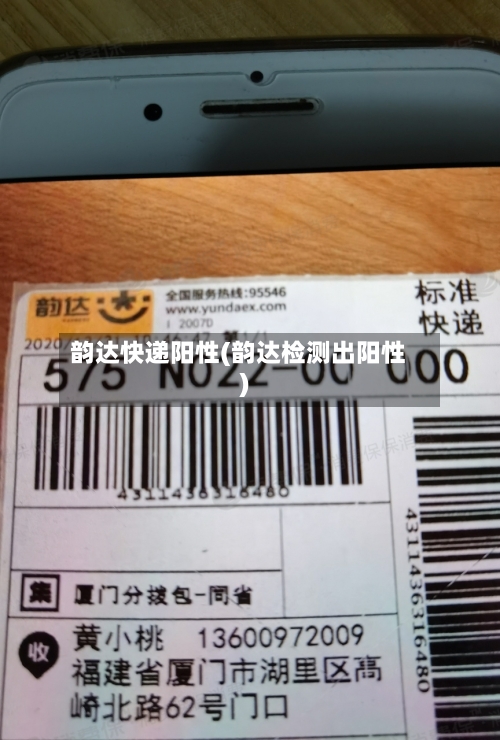 韵达
全国服务热线:95546
www.yundaex.com
标准
快递
I 2007D
2020/
韵达快递阳性(韵达检测出阳性
)
575 N022-00 000
4311436316480
4311436316480
集 厦门分拨包-同省
收 黄小桃 13600972009
福建省厦门市湖里区高
崎北路62号门口